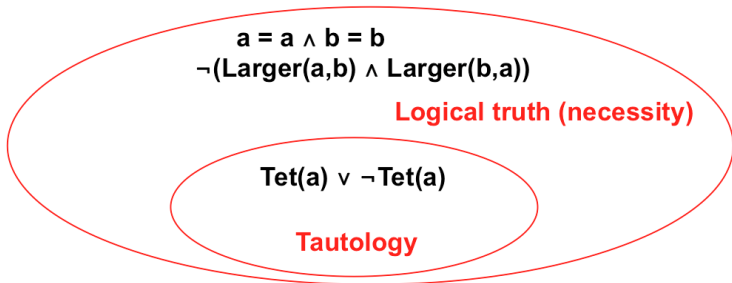 a = a ∧ b = b
¬(Larger(a,b) ∧ Larger(b,a))
Logical truth (necessity)
Tet(a) ∨ ¬Tet(a)
Tautology